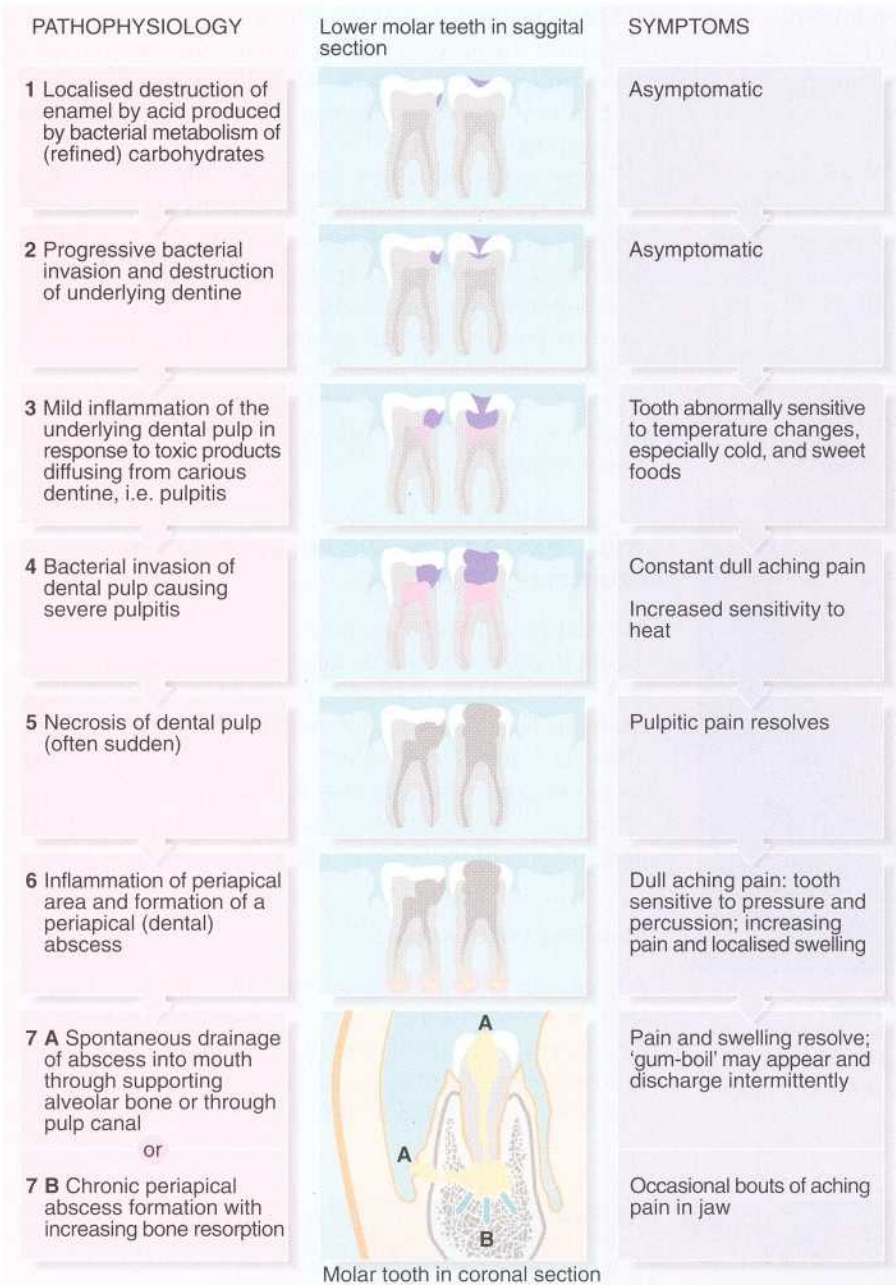 PATHOPHYSIOLOGY
Lower molar teeth in saggital
section
SYMPTOMS
1 Localised destruction of
enamel by acid produced
by bacterial metabolism of
(refined) carbohydrates
Asymptomatic
2 Progressive bacterial
invasion and destruction
of underlying dentine
Asymptomatic
3 Mild inflammation of the
underlying dental pulp in
response to toxic products
diffusing from carious
dentine, i.e. pulpitis
Tooth abnormally sensitive
to temperature changes,
especially cold, and sweet
foods
4 Bacterial invasion of
dental pulp causing
severe pulpitis
Constant dull aching pain
Increased sensitivity to
heat
5 Necrosis of dental pulp
(often sudden)
Pulpitic pain resolves
6 Inflammation of periapical
area and formation of a
periapical (dental)
abscess
Dull aching pain: tooth
sensitive to pressure and
percussion; increasing
pain and localised swelling
7 A Spontaneous drainage
of abscess into mouth
through supporting
alveolar bone or through
pulp canal
or
7 B Chronic periapical
abscess formation with
increasing bone resorption
A
A
B
Molar tooth in coronal section
Pain and swelling resolve;
‘gum-boil’ may appear and
discharge intermittently
Occasional bouts of aching
pain in jaw